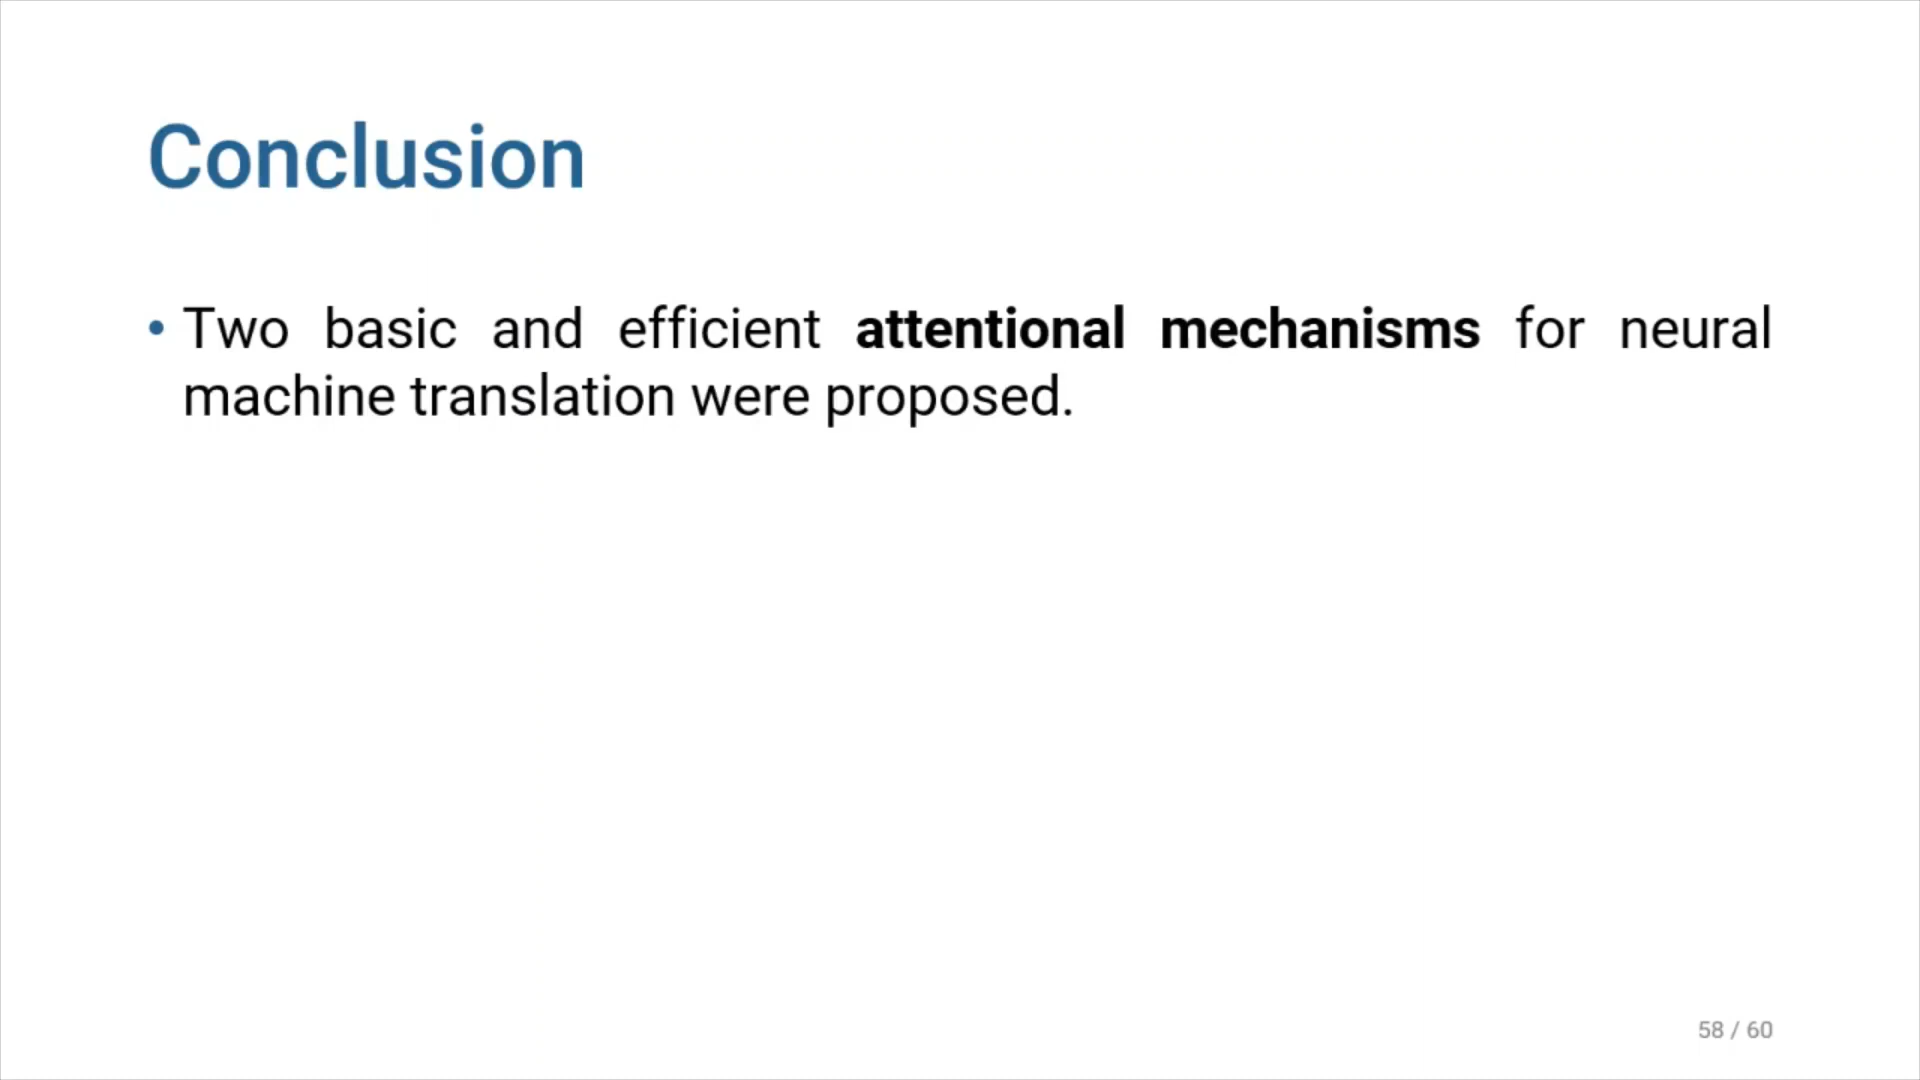 Conclusion
• Two basic and efficient attentional mechanisms for neural
machine translation were proposed.
58 / 60